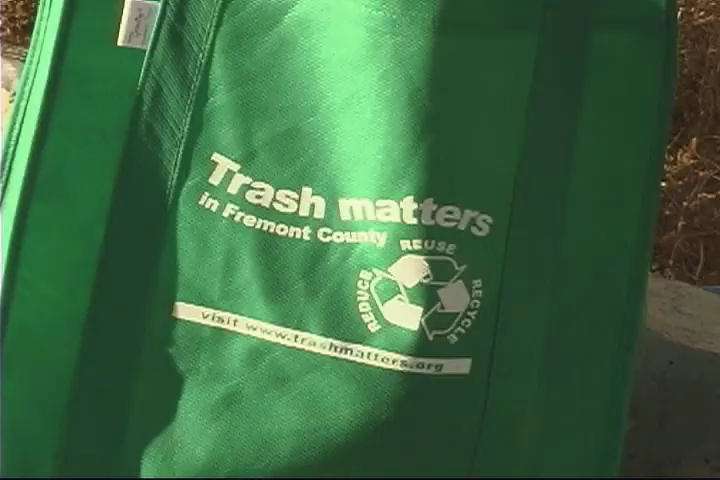 Trash matters
in Fremont County
REUSE
REDUCE
RECYCLE
visit www.trashmatters.org